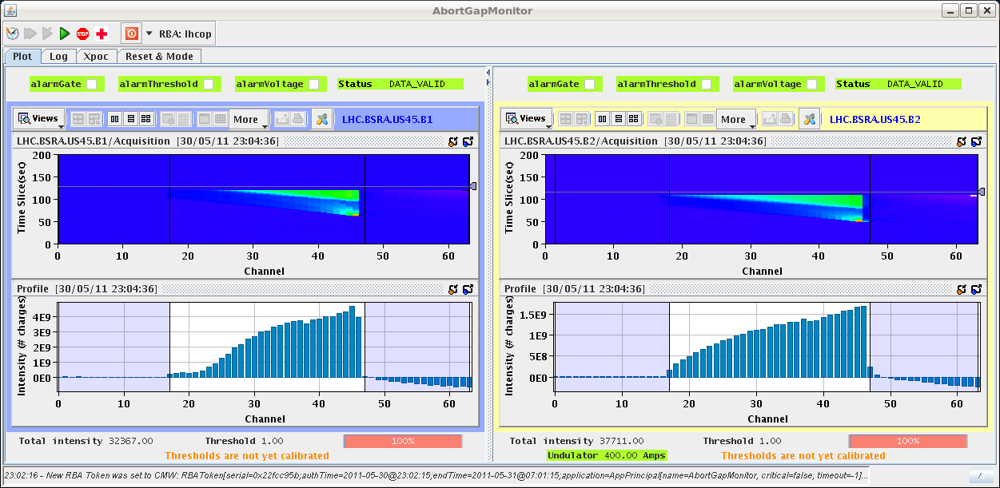 AbortGapMonitor
STOP
RBA: lhcop
Plot Log Xpoc Reset & Mode
alarmGate alarmThreshold alarmVoltage Status DATA_VALID
alarmGate alarmThreshold alarmVoltage Status DATA_VALID
Views More LHC.BSRA.US45.B1
Views More LHC.BSRA.US45.B2
LHC.BSRA.US45.B1/Acquisition [30/05/11 23:04:36]
Time Slice(sec)
200
150
100
50
0
0 10 20 30 40 50 60
Channel
LHC.BSRA.US45.B2/Acquisition [30/05/11 23:04:36]
Time Slice(sec)
200
150
100
50
0
0 10 20 30 40 50 60
Channel
Profile [30/05/11 23:04:36]
Intensity (# charges)
4E9
3E9
2E9
1E9
0E0
0 10 20 30 40 50 60
Channel
Profile [30/05/11 23:04:36]
Intensity (# charges)
1.5E9
1E9
5E8
0E0
0 10 20 30 40 50 60
Channel
Total intensity 32367.00 Threshold 1.00 100%
Thresholds are not yet calibrated
Total intensity 37711.00 Threshold 1.00 100%
Undulator 400.00 Amps Thresholds are not yet calibrated
23:02:16 - New RBA Token was set to CMW: RBAToken[serial=0x22fcc95b;authTime=2011-05-30@23:02:15;endTime=2011-05-31@07:01:15;application=AppPrincipal[name=AbortGapMonitor, critical=false, timeout=-1]...